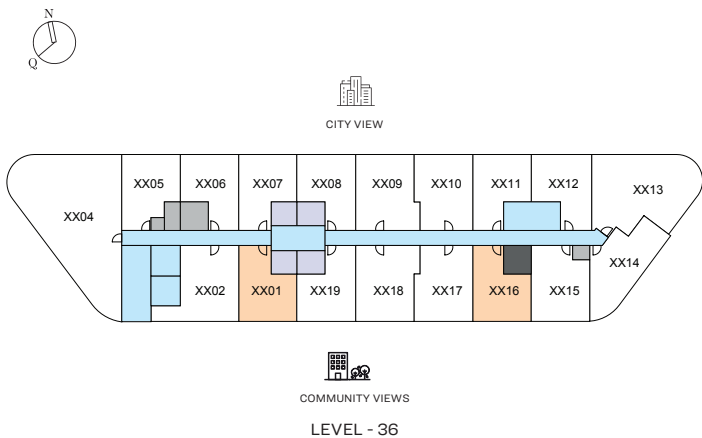 N
Q
CITY VIEW
XX05 XX06 XX07 XX08 XX09 XX10 XX11 XX12 XX13
XX04
XX14
XX02 XX01 XX19 XX18 XX17 XX16 XX15
COMMUNITY VIEWS
LEVEL - 36